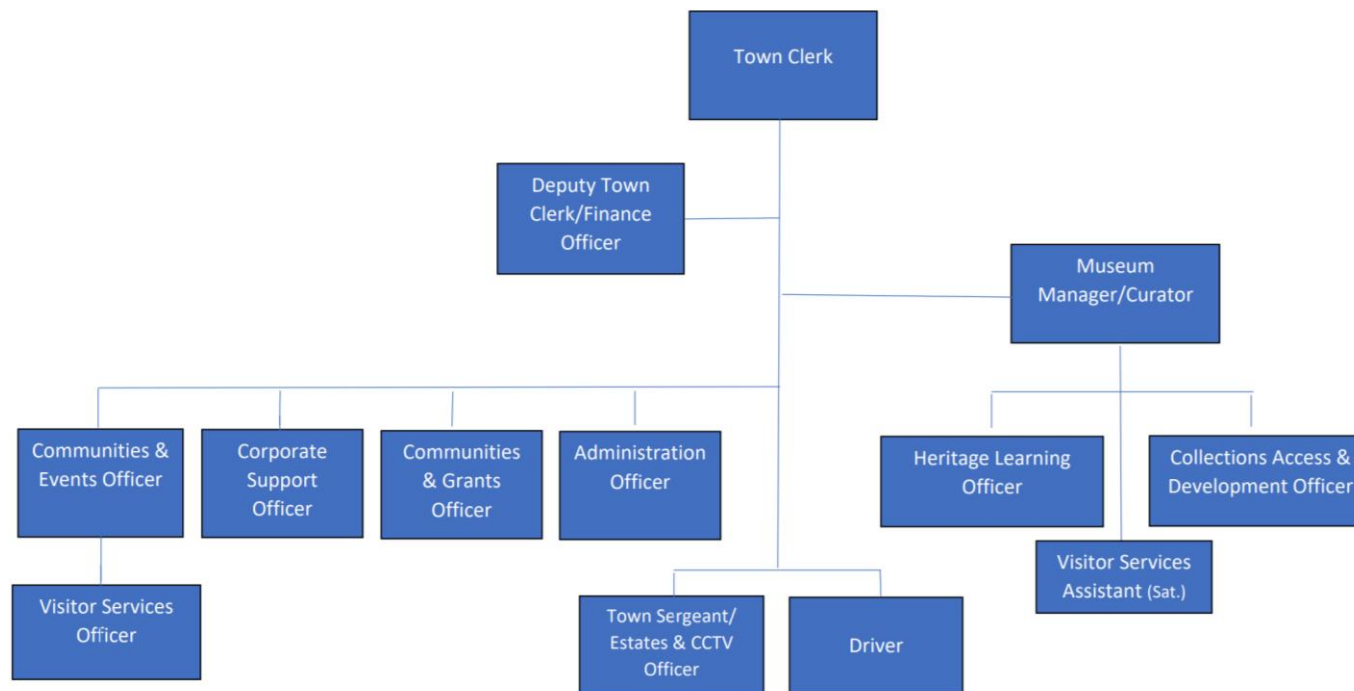 Town Clerk
Deputy Town
Clerk/Finance
Officer
Museum
Manager/Curator
Communities &
Events Officer
Corporate
Support
Officer
Communities
& Grants
Officer
Administration
Officer
Heritage Learning
Officer
Collections Access &
Development Officer
Visitor Services
Officer
Town Sergeant/
Estates & CCTV
Officer
Driver
Visitor Services
Assistant (Sat.)